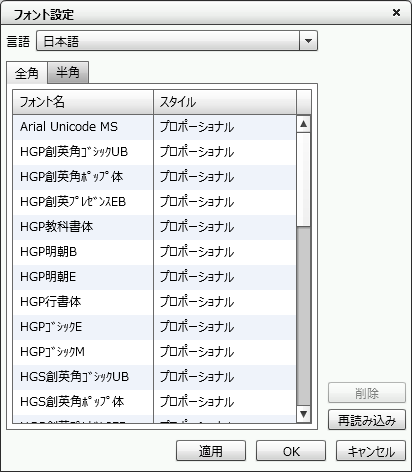 フォント設定
言語 日本語
全角 半角
フォント名 スタイル
Arial Unicode MS プロポーショナル
HGP創英角ｺﾞｼｯｸUB プロポーショナル
HGP創英角ﾎﾟｯﾌﾟ体 プロポーショナル
HGP創英ﾌﾟﾚｾﾞﾝｽEB プロポーショナル
HGP教科書体 プロポーショナル
HGP明朝B プロポーショナル
HGP明朝E プロポーショナル
HGP行書体 プロポーショナル
HGPｺﾞｼｯｸE プロポーショナル
HGPｺﾞｼｯｸM プロポーショナル
HGS創英角ｺﾞｼｯｸUB プロポーショナル
HGS創英角ﾎﾟｯﾌﾟ体 プロポーショナル
削除
再読み込み
適用 OK キャンセル